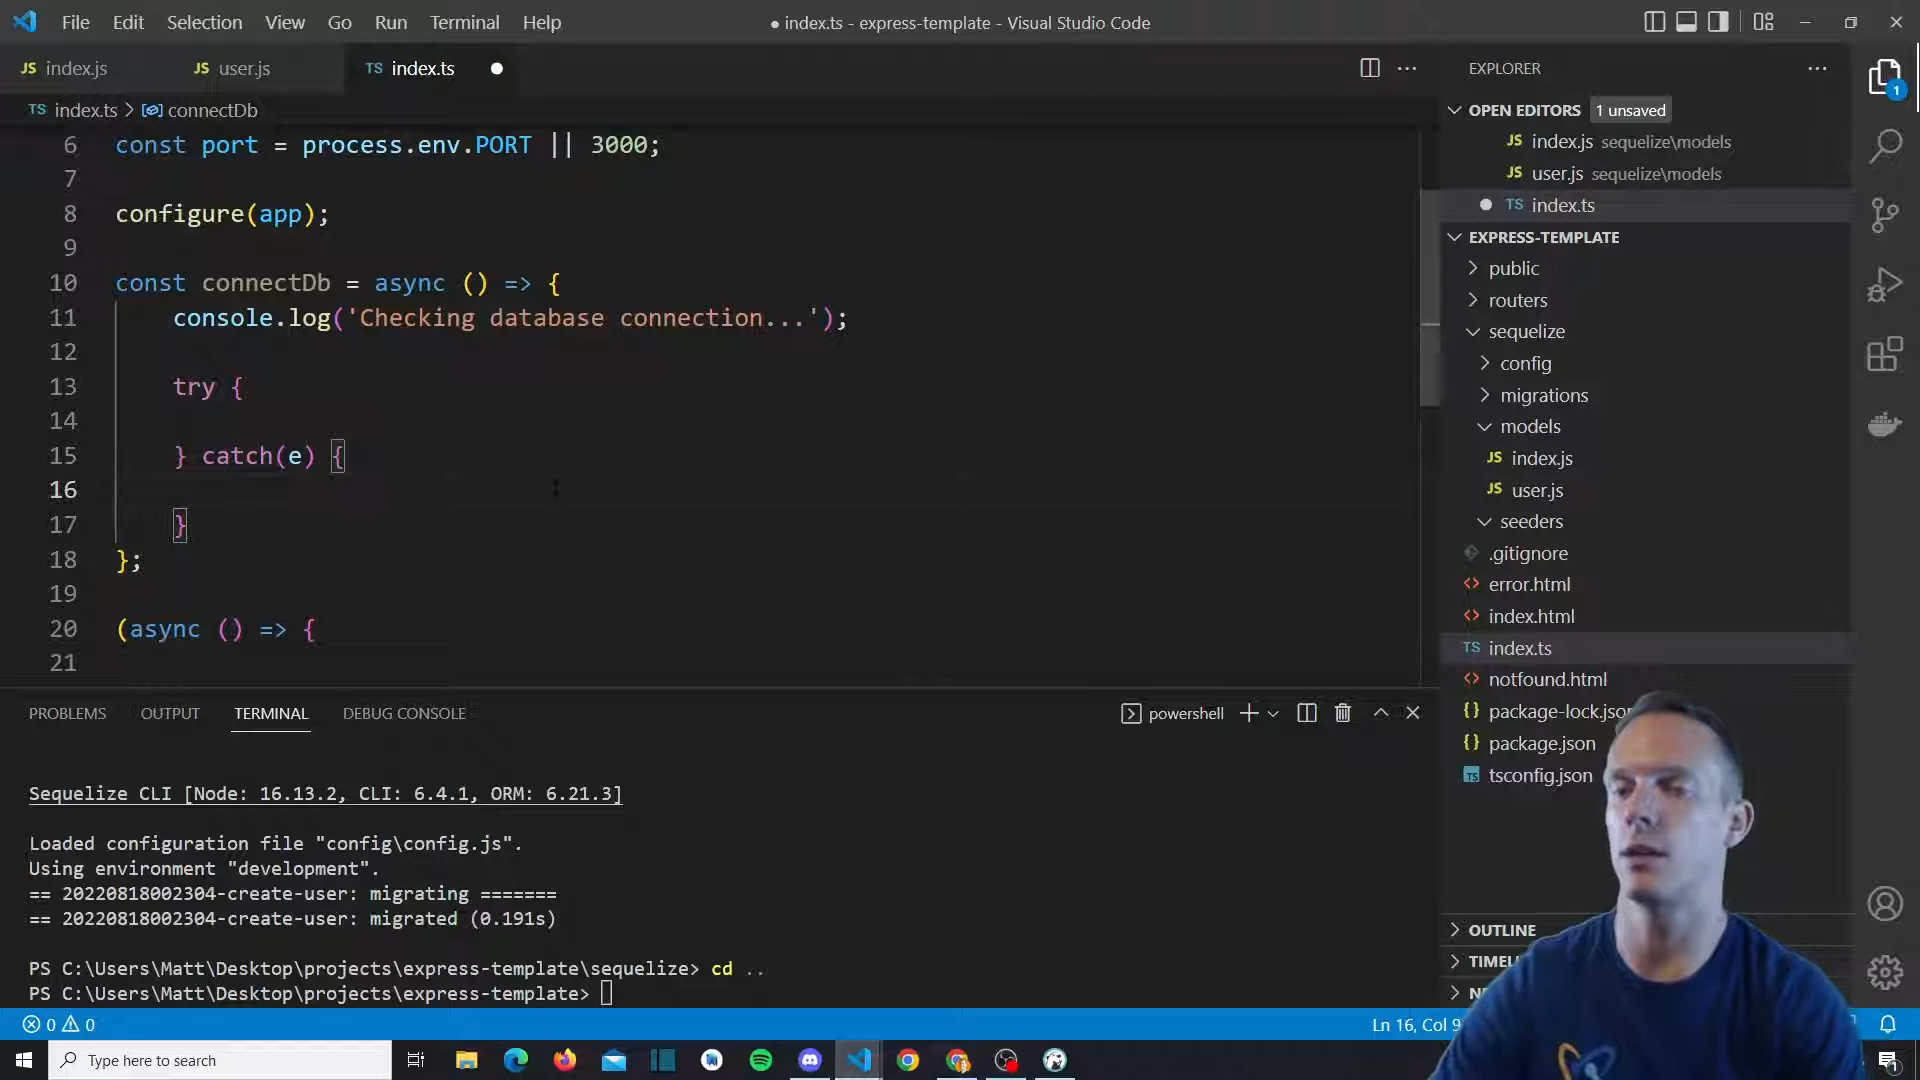 File Edit Selection View Go Run Terminal Help
● index.ts - express-template - Visual Studio Code
JS index.js
JS user.js
TS index.ts
TS index.ts > connectDb
6 const port = process.env.PORT || 3000;
7
8 configure(app);
9
10 const connectDb = async () => {
11 console.log('Checking database connection...');
12
13 try {
14
15 } catch(e) {
16
17 }
18 };
19
20 (async () => {
21
PROBLEMS OUTPUT TERMINAL DEBUG CONSOLE
powershell
Sequelize CLI [Node: 16.13.2, CLI: 6.4.1, ORM: 6.21.3]
Loaded configuration file "config\config.js".
Using environment "development".
== 20220818002304-create-user: migrating =======
== 20220818002304-create-user: migrated (0.191s)
PS C:\Users\Matt\Desktop\projects\express-template\sequelize> cd ..
PS C:\Users\Matt\Desktop\projects\express-template>
EXPLORER
OPEN EDITORS 1 unsaved
JS index.js sequelize\models
JS user.js sequelize\models
● TS index.ts
EXPRESS-TEMPLATE
public
routers
sequelize
config
migrations
models
JS index.js
JS user.js
seeders
.gitignore
<> error.html
<> index.html
TS index.ts
<> notfound.html
{} package-lock.json
{} package.json
TS tsconfig.json
OUTLINE
1
0 0
Ln 16, Col 9
Type here to search
1